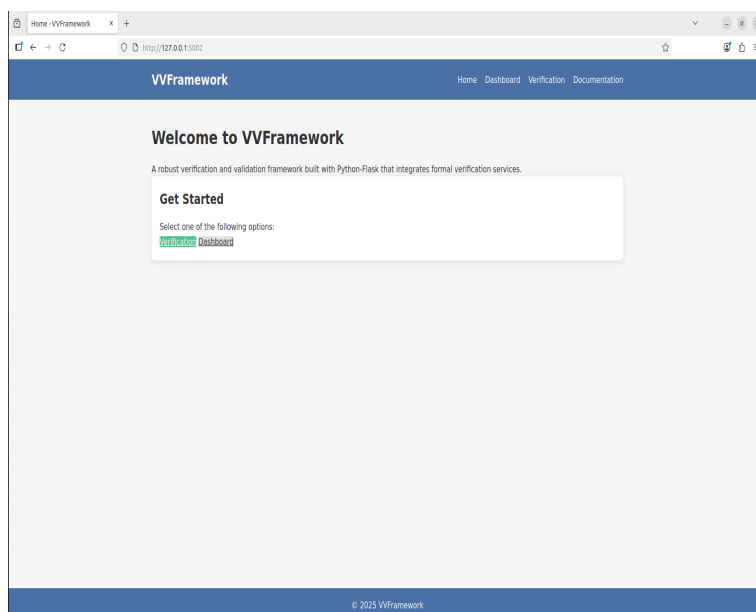 Home - VVFramework x +
http://127.0.0.1:5002
VVFramework Home Dashboard Verification Documentation
Welcome to VVFramework
A robust verification and validation framework built with Python-Flask that integrates formal verification services.
Get Started
Select one of the following options:
Verification Dashboard
© 2025 VVFramework